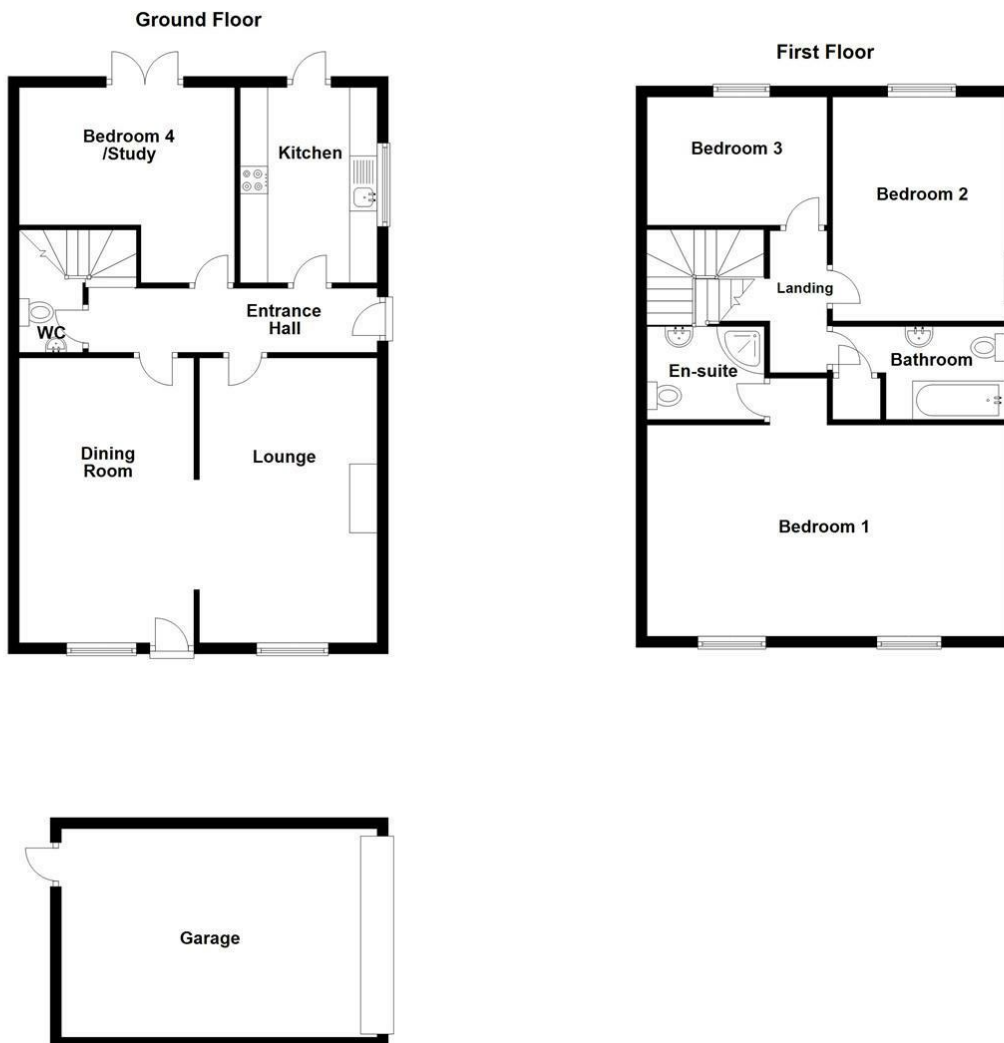 Ground Floor
Bedroom 4
/Study
Kitchen
Entrance
Hall
WC
Dining
Room
Lounge
First Floor
Bedroom 3
Bedroom 2
Landing
En-suite
Bathroom
Bedroom 1
Garage